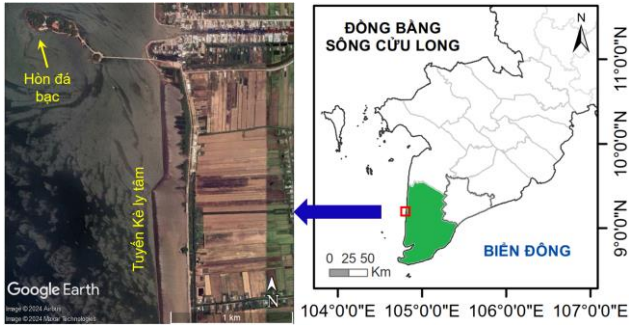 Hòn đá
bạc
Tuyến Kè ly tâm
Google Earth
Image © 2024 Airbus
Image © 2024 Maxar Technologies
N
1 km
ĐỒNG BẰNG
SÔNG CỬU LONG
N
BIỂN ĐÔNG
0 25 50
Km
11°0'0"N
10°0'0"N
9°0'0"N
104°0'0"E
105°0'0"E
106°0'0"E
107°0'0"E